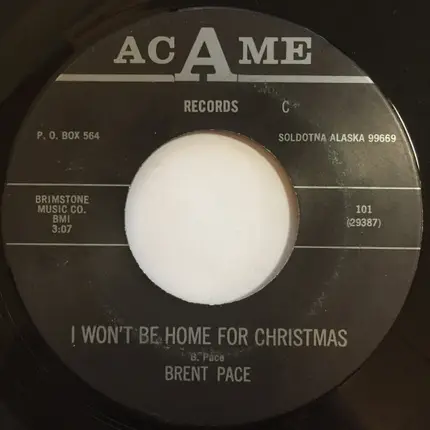 ACAME
RECORDS C
P. O. BOX 564
SOLDOTNA ALASKA 99669
BRIMSTONE
MUSIC CO.
BMI
3:07
101
(29387)
I WON'T BE HOME FOR CHRISTMAS
B. Pace
BRENT PACE